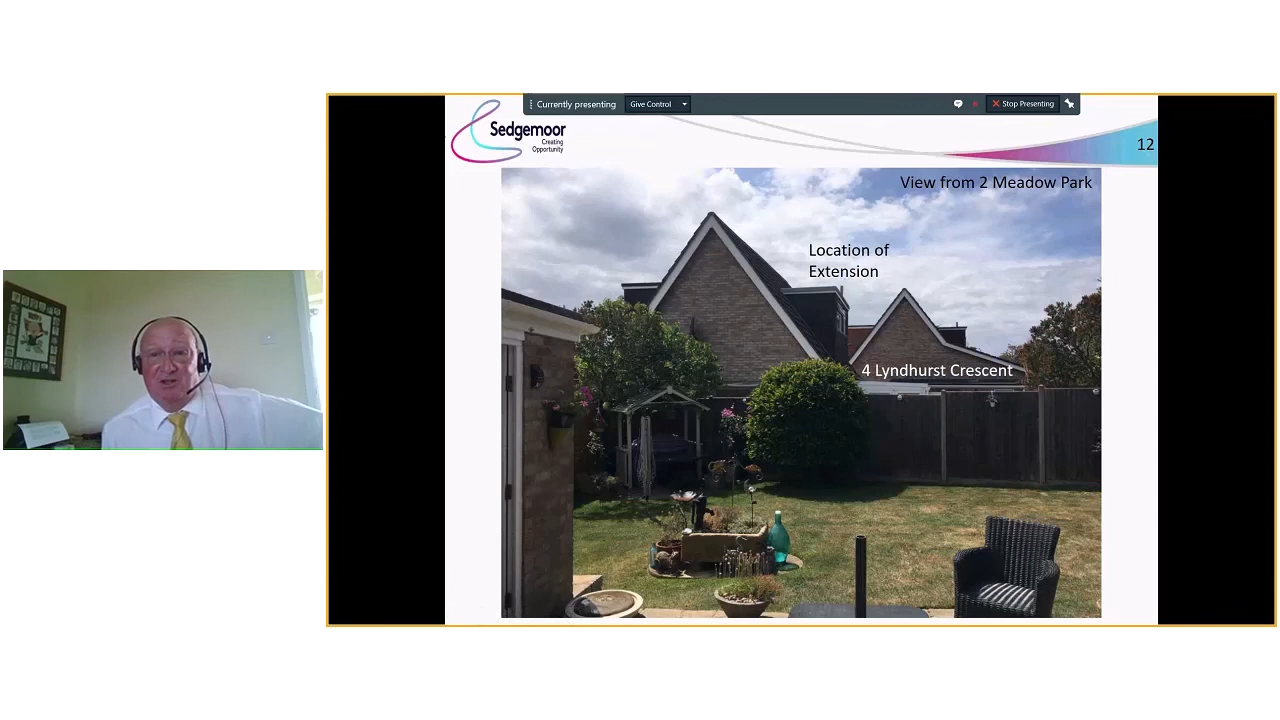 Currently presenting
Give Control
Stop Presenting
Sedgemoor
Creating
Opportunity
12
View from 2 Meadow Park
Location of
Extension
4 Lyndhurst Crescent